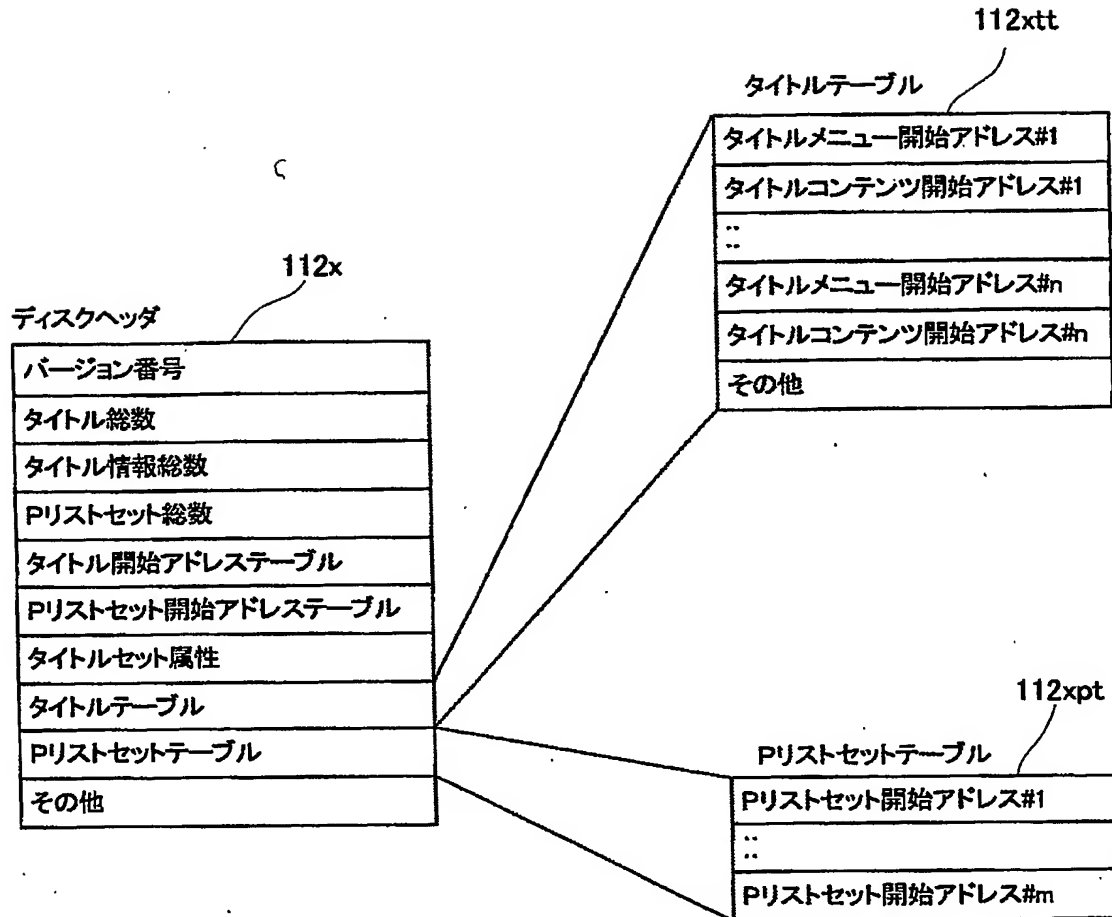 112xtt
タイトルテーブル
タイトルメニュー開始アドレス#1
タイトルコンテンツ開始アドレス#1
::
タイトルメニュー開始アドレス#n
タイトルコンテンツ開始アドレス#n
その他
112x
ディスクヘッダ
バージョン番号
タイトル総数
タイトル情報総数
Pリストセット総数
タイトル開始アドレステーブル
Pリストセット開始アドレステーブル
タイトルセット属性
タイトルテーブル
Pリストセットテーブル
その他
112xpt
Pリストセットテーブル
Pリストセット開始アドレス#1
::
Pリストセット開始アドレス#m